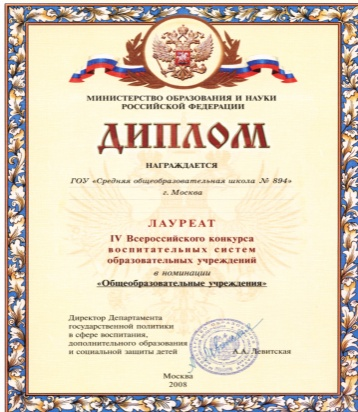 МИНИСТЕРСТВО ОБРАЗОВАНИЯ И НАУКИ
РОССИЙСКОЙ ФЕДЕРАЦИИ
ДИПЛОМ
НАГРАЖДАЕТСЯ
ГОУ «Средняя общеобразовательная школа № 894»
г. Москва
ЛАУРЕАТ
IV Всероссийского конкурса
воспитательных систем
образовательных учреждений
в номинации
«Общеобразовательные учреждения»
Директор Департамента
государственной политики
в сфере воспитания,
дополнительного образования
и социальной защиты детей
А.А. Левитская
Москва
2008